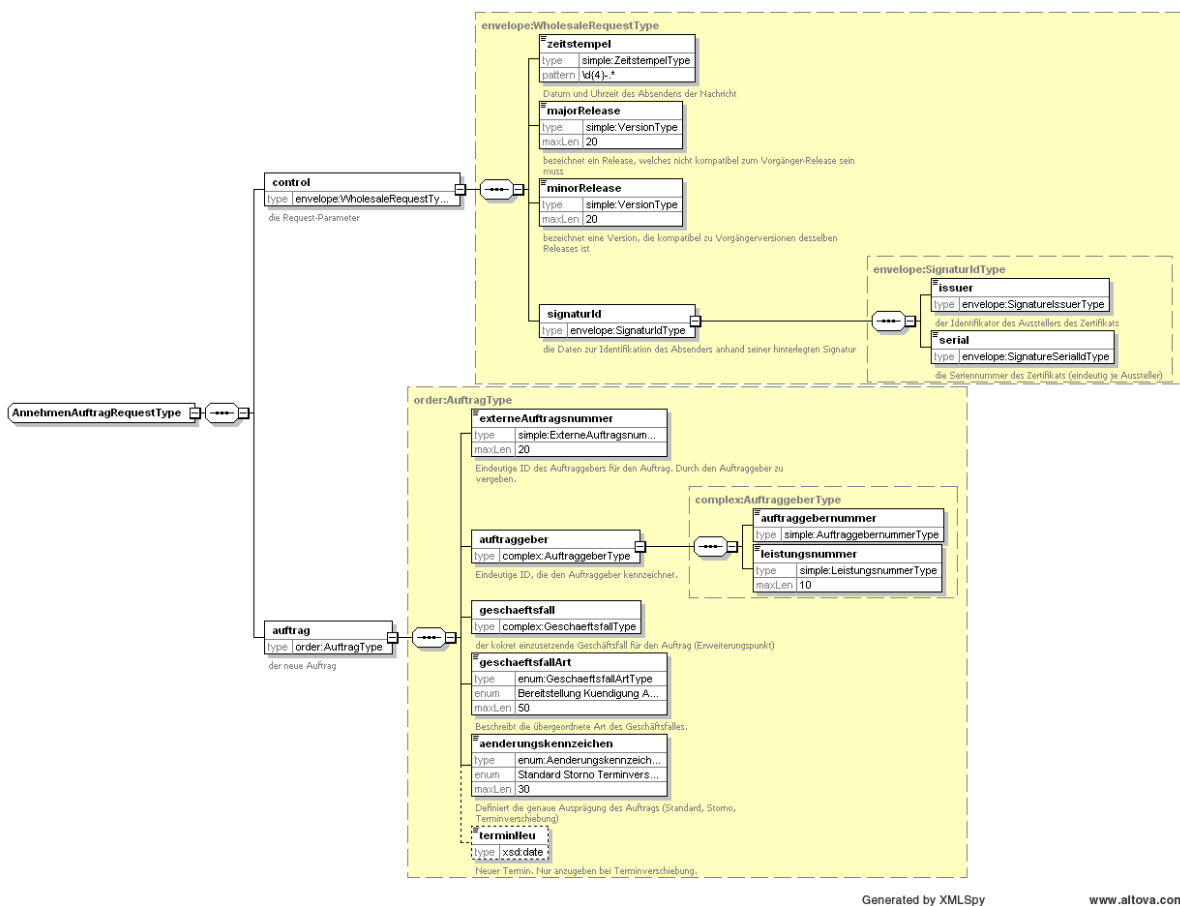 envelope:WholesaleRequestType
zeitstempel
type simple:ZeitstempelType
pattern \d{4}-.*
Datum und Uhrzeit des Absendens der Nachricht
majorRelease
type simple:VersionType
maxLen 20
bezeichnet ein Release, welches nicht kompatibel zum Vorgänger-Release sein
muss
control
type envelope:WholesaleRequestTy...
die Request-Parameter
minorRelease
type simple:VersionType
maxLen 20
bezeichnet eine Version, die kompatibel zu Vorgängerversionen desselben
Releases ist
signaturId
type envelope:SignaturIdType
die Daten zur Identifikation des Absenders anhand seiner hinterlegten Signatur
envelope:SignaturIdType
issuer
type envelope:SignatureIssuerType
der Identifikator des Ausstellers des Zertifikats
serial
type envelope:SignatureSerialIdType
die Seriennummer des Zertifikats (eindeutig je Aussteller)
AnnehmenAuftragRequestType
order:AuftragType
externeAuftragsnummer
type simple:ExterneAuftragsnum...
maxLen 20
Eindeutige ID des Auftraggebers für den Auftrag. Durch den Auftraggeber zu
vergeben.
auftraggeber
type complex:AuftraggeberType
Eindeutige ID, die den Auftraggeber kennzeichnet.
complex:AuftraggeberType
auftraggebernummer
type simple:AuftraggebernummerType
leistungsnummer
type simple:LeistungsnummerType
maxLen 10
auftrag
type order:AuftragType
der neue Auftrag
geschaeftsfall
type complex:GeschaeftsfallType
der kokret einzusetzende Geschäftsfall für den Auftrag (Erweiterungspunkt)
geschaeftsfallArt
type enum:GeschaeftsfallArtType
enum Bereitstellung Kuendigung A...
maxLen 50
Beschreibt die übergeordnete Art des Geschäftsfalles.
aenderungskennzeichen
type enum:Aenderungskennzeich...
enum Standard Storno Terminvers...
maxLen 30
Definiert die genaue Ausprägung des Auftrags (Standard, Storno,
Terminverschiebung)
terminNeu
type xsd:date
Neuer Termin. Nur anzugeben bei Terminverschiebung.
Generated by XMLSpy
www.altova.com